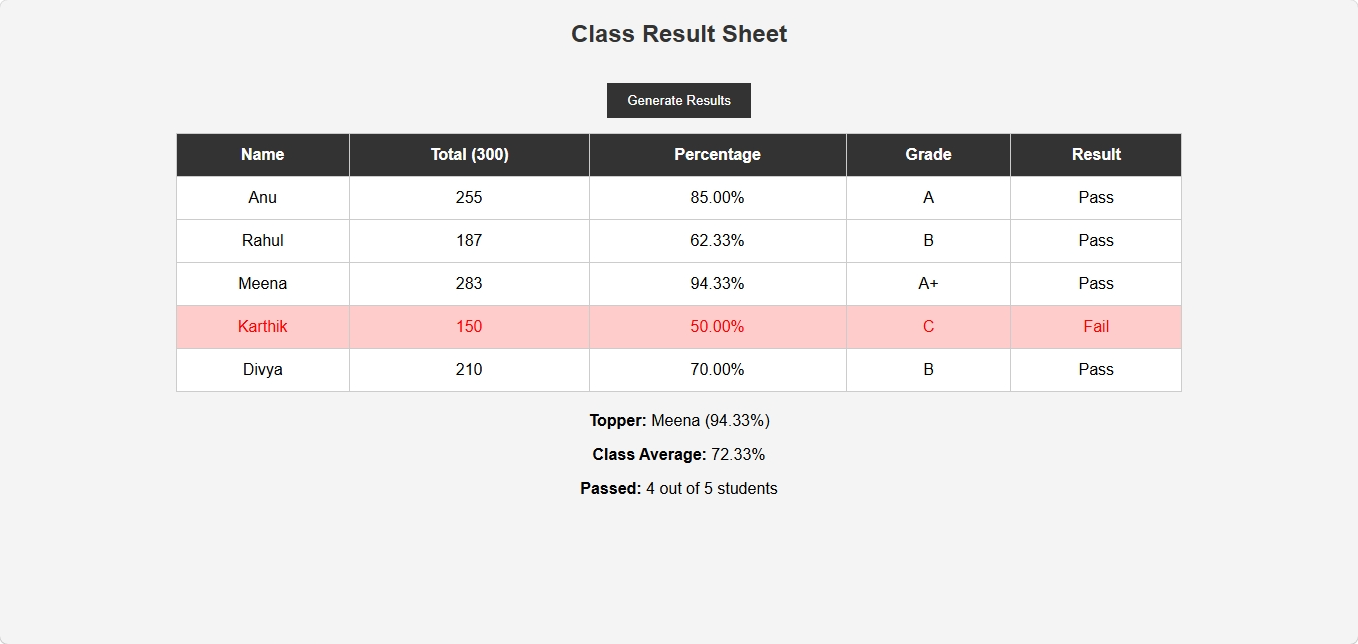 Class Result Sheet
Generate Results
Name Total (300) Percentage Grade Result
Anu 255 85.00% A Pass
Rahul 187 62.33% B Pass
Meena 283 94.33% A+ Pass
Karthik 150 50.00% C Fail
Divya 210 70.00% B Pass
Topper: Meena (94.33%)
Class Average: 72.33%
Passed: 4 out of 5 students